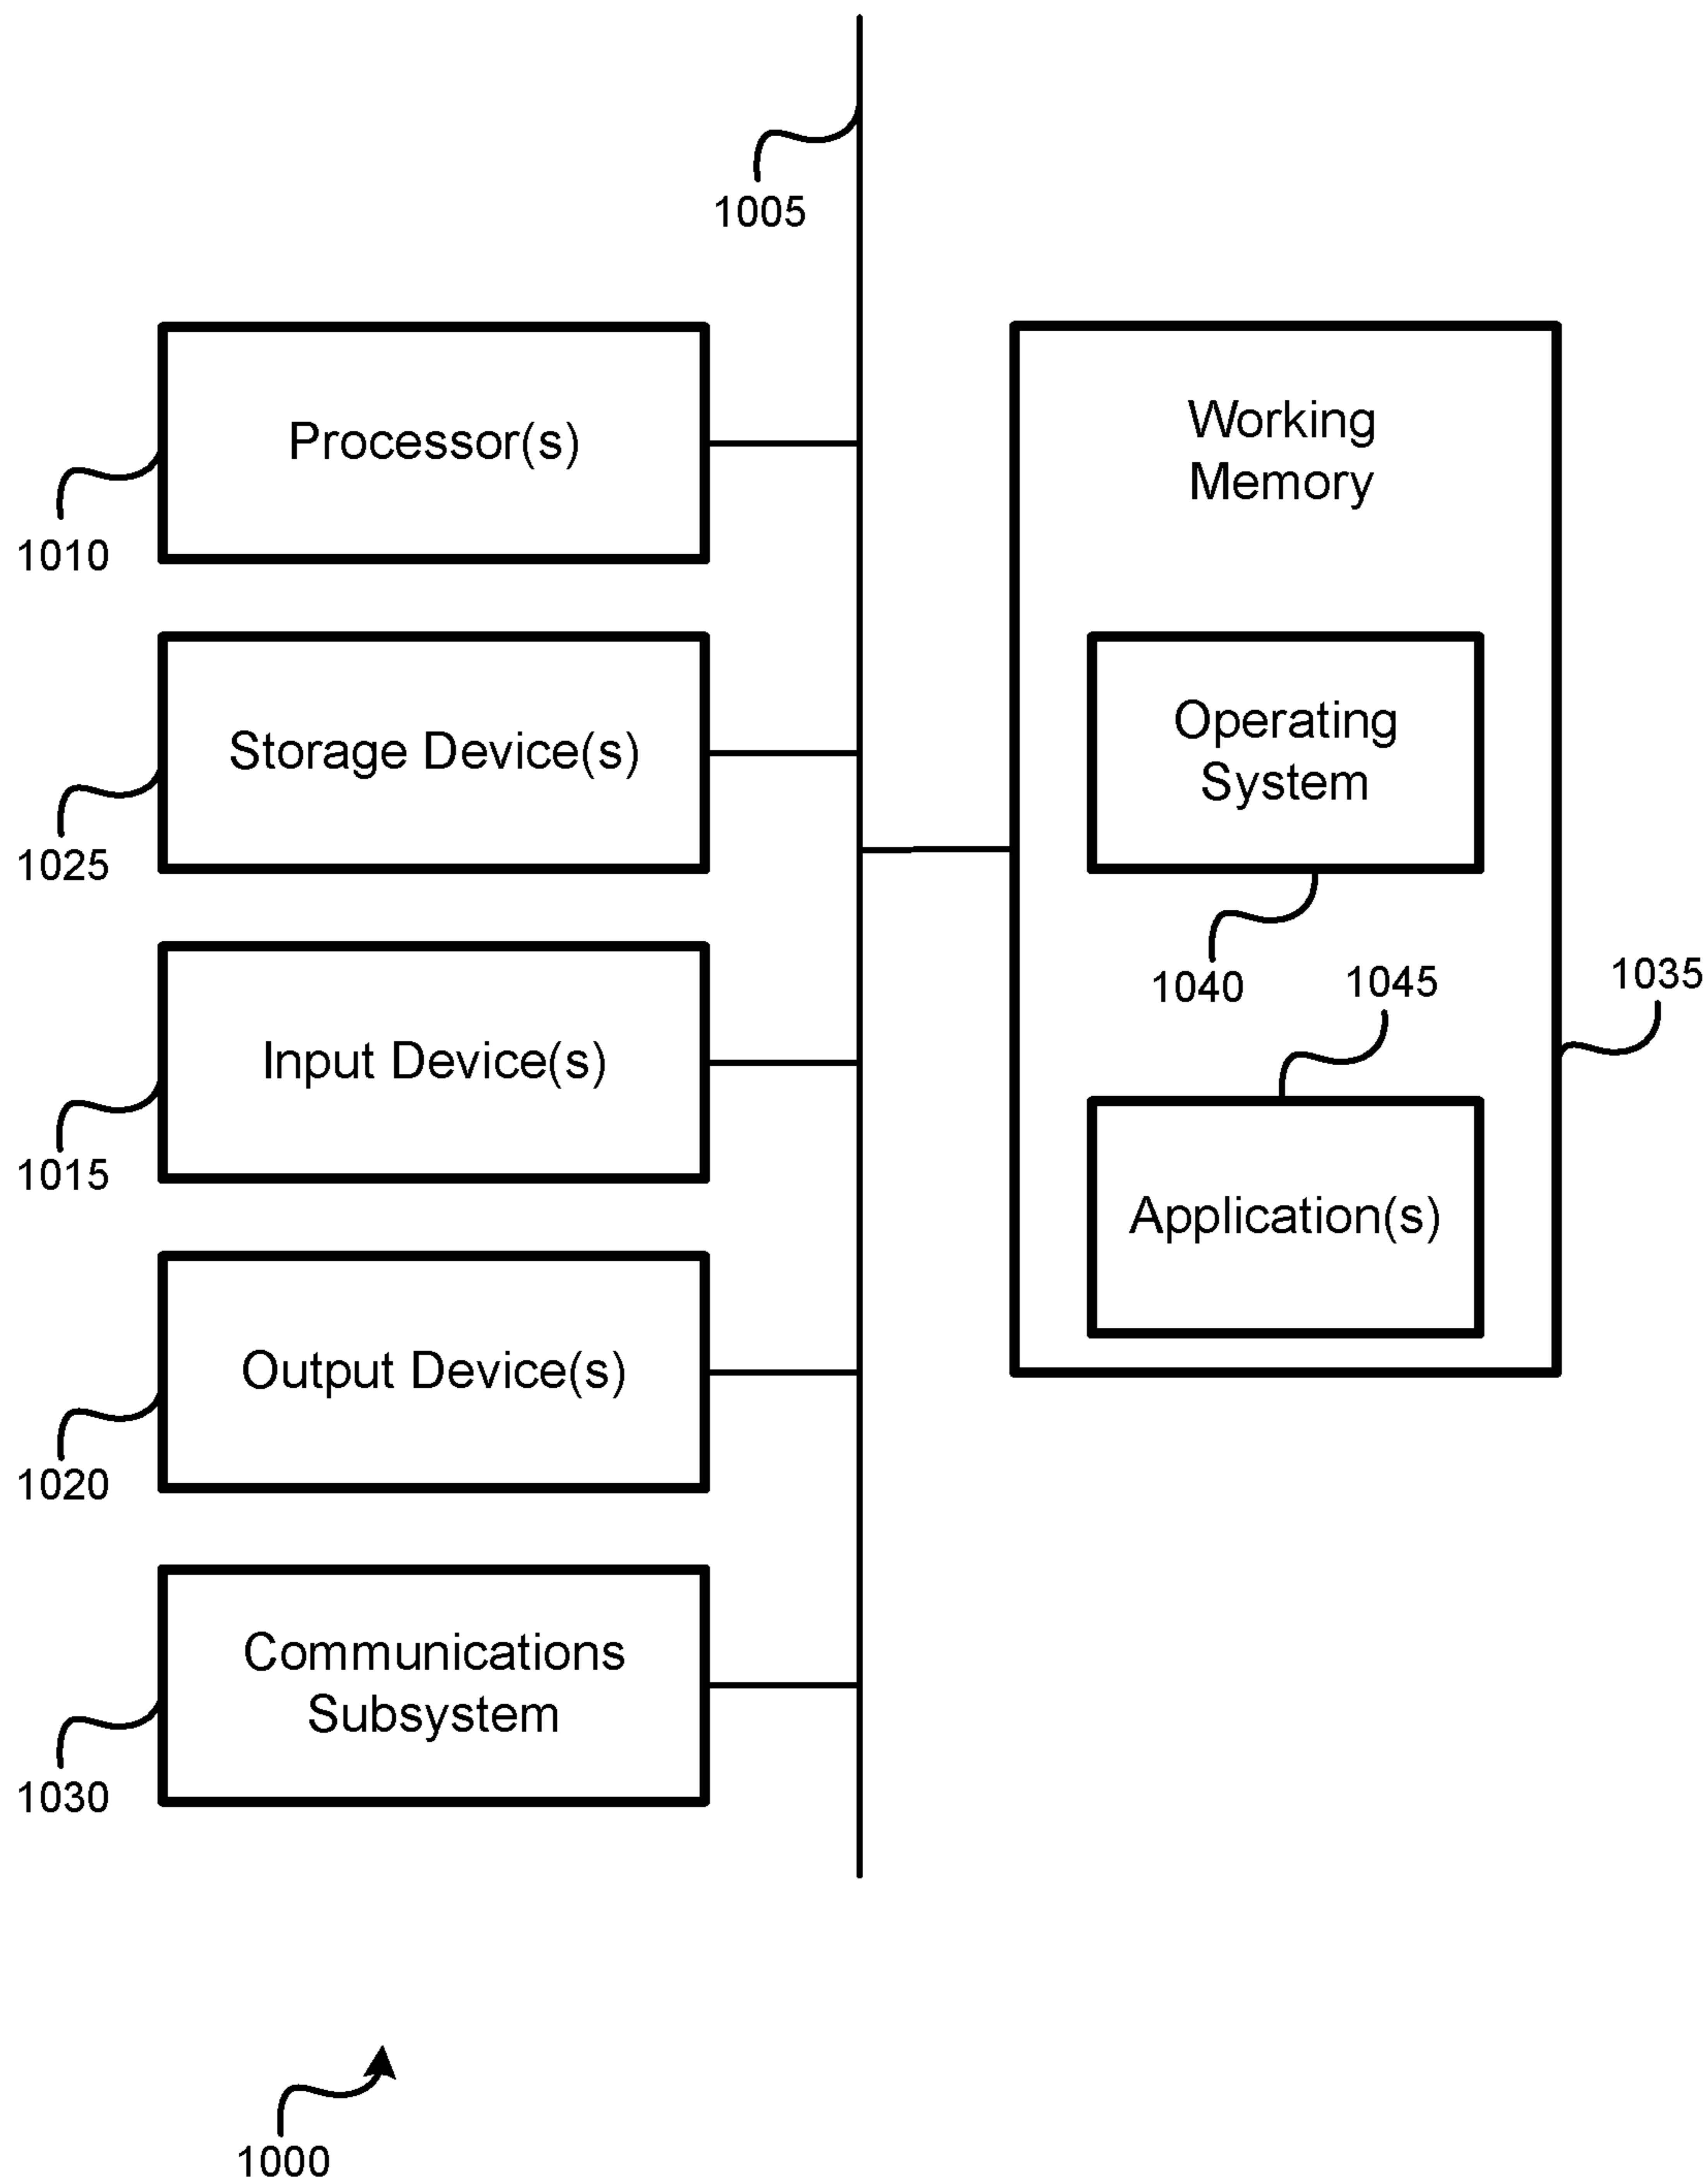 1005
Processor(s)
1010
Storage Device(s)
1025
Input Device(s)
1015
Output Device(s)
1020
Communications
Subsystem
1030
Working
Memory
Operating
System
1040
1045
1035
Application(s)
1000